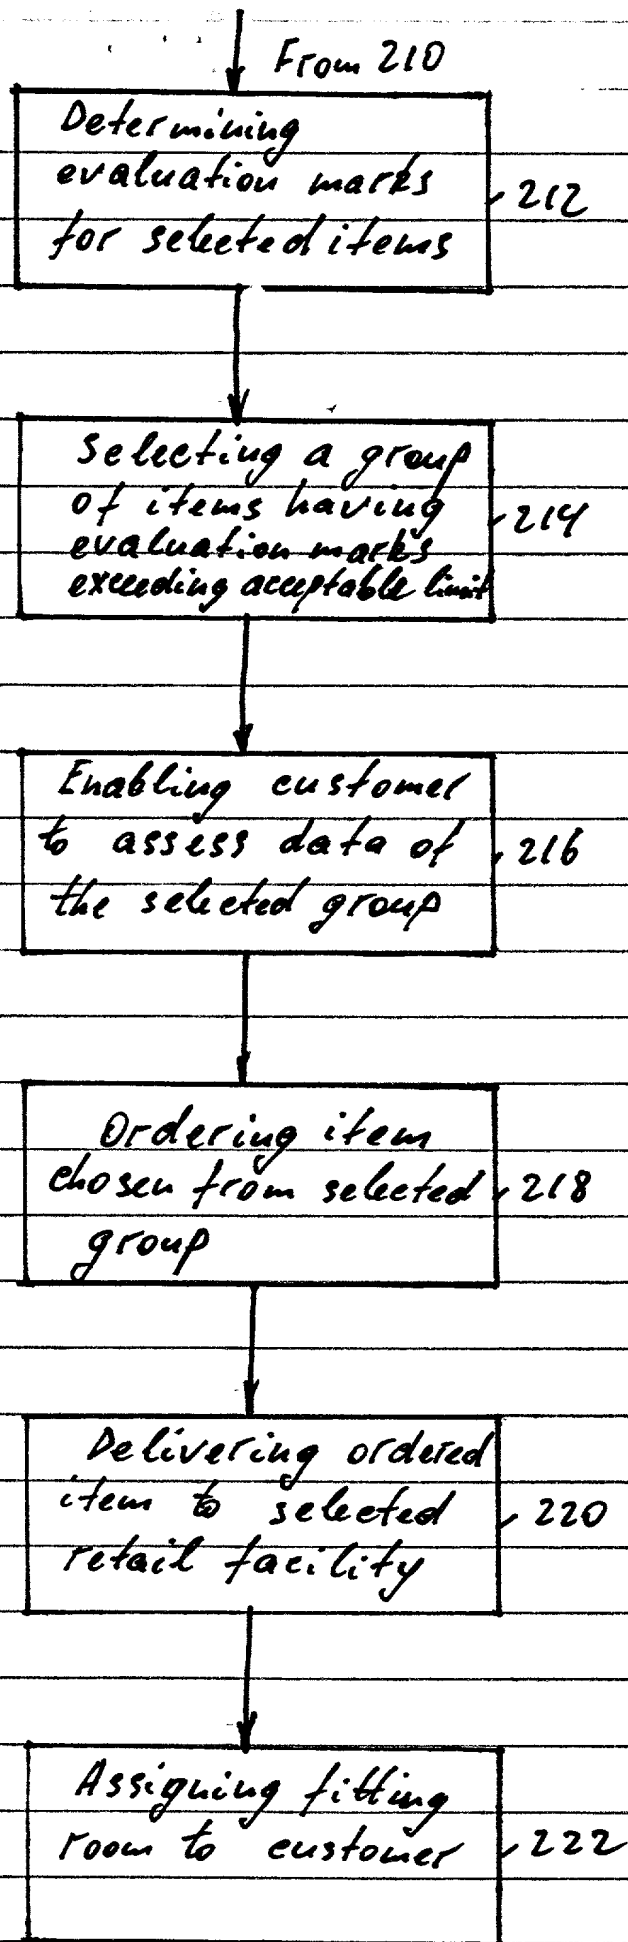 From 210
Determining
evaluation marks
for selected items
212
Selecting a group
of items having
evaluation marks
exceeding acceptable limit
214
Enabling customer
to assess data of
the selected group
216
Ordering item
chosen from selected
group
218
Delivering ordered
item to selected
retail facility
220
Assigning fitting
room to customer
222